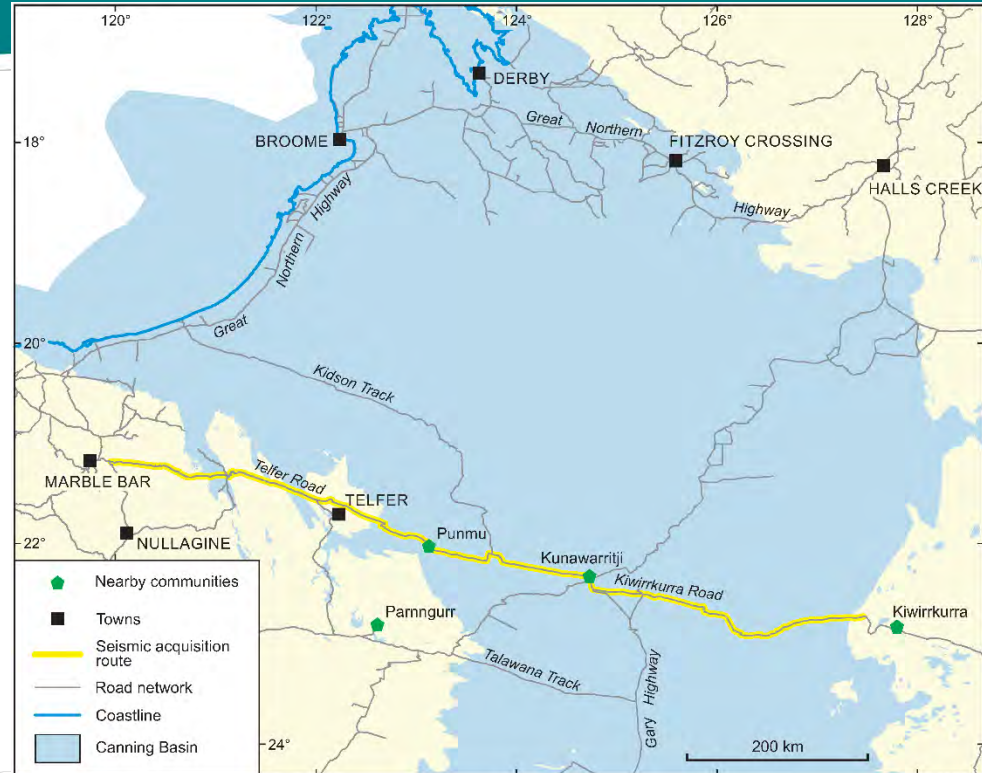 120°
122°
124°
126°
128°
DERBY
Great Northern
BROOME
18°
FITZROY CROSSING
HALLS CREEK
Highway
Northern
Highway
Great
20°
Kidson Track
Telfer Road
MARBLE BAR
TELFER
NULLAGINE
Punmu
22°
Kunawarritji
Kiwirrkurra Road
Kiwirrkurra
Parnngurr
Talawana Track
Gary Highway
24°
200 km
Nearby communities
Towns
Seismic acquisition
route
Road network
Coastline
Canning Basin